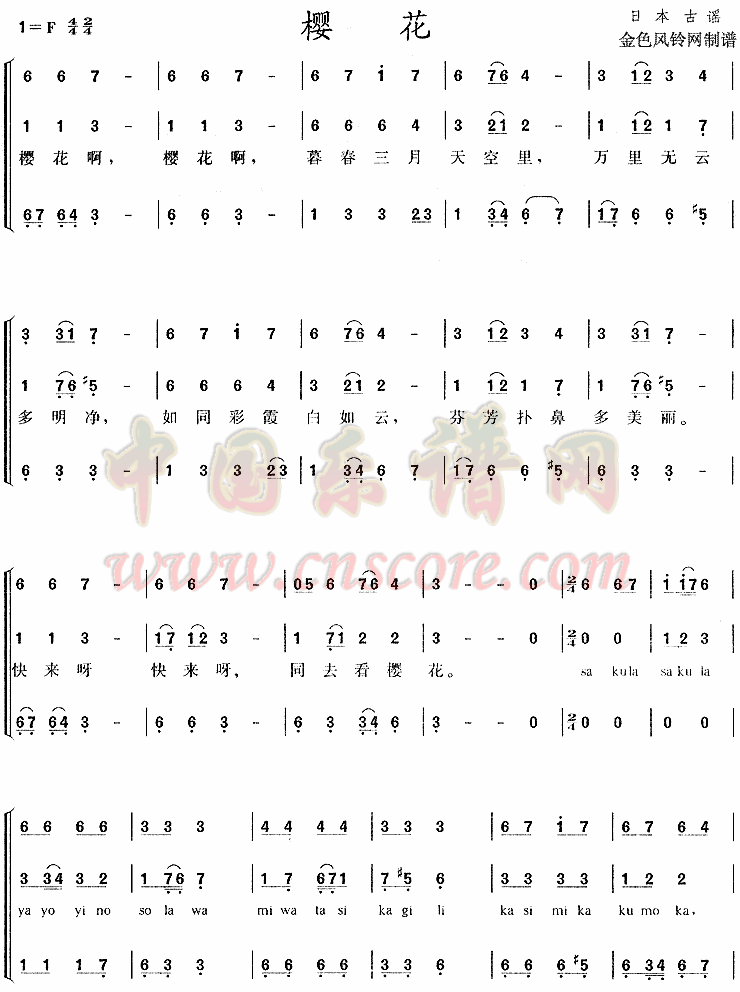 1=F 4/4 2/4 樱 花 日本古谣
金色风铃网制谱
6 6 7 - | 6 6 7 - | 6 7 i 7 | 6 76 4 - | 3 12 3 4 |
1 1 3 - | 1 1 3 - | 6 6 6 4 | 3 21 2 - | 1 12 1 7 |
樱 花 啊, 樱 花 啊, 暮 春 三 月 天 空 里, 万 里 无 云
67 64 3 - | 6 6 3 - | 1 3 3 23 | 1 34 6 7 | 17 6 6 #5 |
3 31 7 - | 6 7 i 7 | 6 76 4 - | 3 12 3 4 | 3 31 7 - |
1 76 #5 - | 6 6 6 4 | 3 21 2 - | 1 12 1 7 | 1 76 #5 - |
多 明 净, 如 同 彩 霞 白 如 云, 芬 芳 扑 鼻 多 美 丽。
6 3 3 - | 1 3 3 23 | 1 34 6 7 | 17 6 6 #5 | 6 3 3 - |
中国乐谱网
www.cnscore.com
6 6 7 - | 6 6 7 - | 05 6 76 4 | 3 - - 0 | 2/4 6 67 | i i76 |
1 1 3 - | 17 12 3 - | 1 71 2 2 | 3 - - 0 | 2/4 0 0 | 1 2 3 |
快 来 呀 快 来 呀, 同 去 看 樱 花。 sa kula sa ku la
67 64 3 - | 6 6 3 - | 6 3 34 6 | 3 - - 0 | 2/4 0 0 | 0 0 |
6 6 6 6 | 3 3 3 | 4 4 4 4 | 3 3 3 | 6 7 i 7 | 6 7 6 4 |
3 34 3 2 | 1 76 7 | 1 7 671 | 7 #5 6 | 3 3 3 3 | 1 2 2 |
ya yo yi no so la wa mi wa ta si ka gi li ka si mi ka ku mo ka,
1 1 1 7 | 6 3 3 | 6 6 6 6 | 3 3 6 | 6 6 6 #5 | 6 34 6 7 |